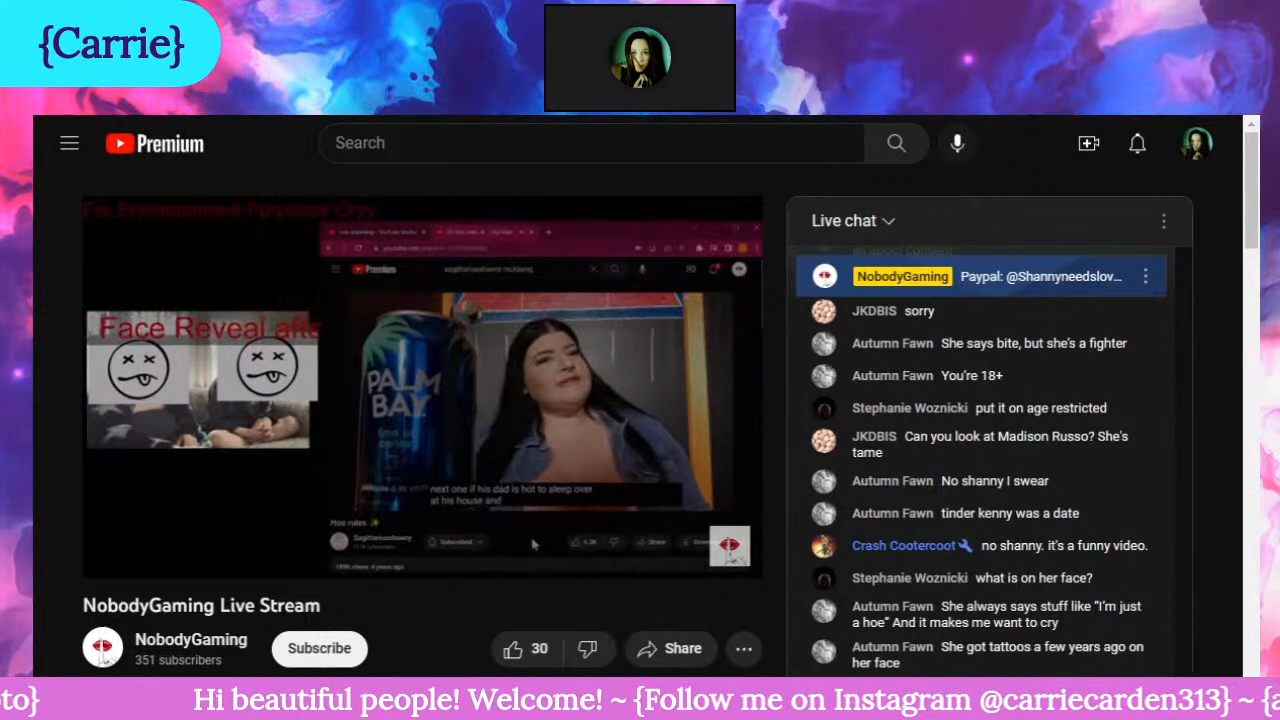 {Carrie}
Premium
Search
For Entertainment Purposes Only
Face Reveal afte
Premium
PALM
BAY
next one if his dad is hot to sleep over
at his house and
Hoe rules
Sagittariusshawty
Subscribed
Share
Live chat
NobodyGaming Paypal: @Shannyneedslov…
JKDBIS sorry
Autumn Fawn She says bite, but she's a fighter
Autumn Fawn You're 18+
Stephanie Woznicki put it on age restricted
JKDBIS Can you look at Madison Russo? She's
tame
Autumn Fawn No shanny I swear
Autumn Fawn tinder kenny was a date
Crash Cootercoot no shanny. it's a funny video.
Stephanie Woznicki what is on her face?
Autumn Fawn She always says stuff like “I'm just
a hoe” And it makes me want to cry
Autumn Fawn She got tattoos a few years ago on
her face
NobodyGaming Live Stream
NobodyGaming
351 subscribers
Subscribe
30
Share
oto} Hi beautiful people! Welcome! ~ {Follow me on Instagram @carriecarden313} ~ {a